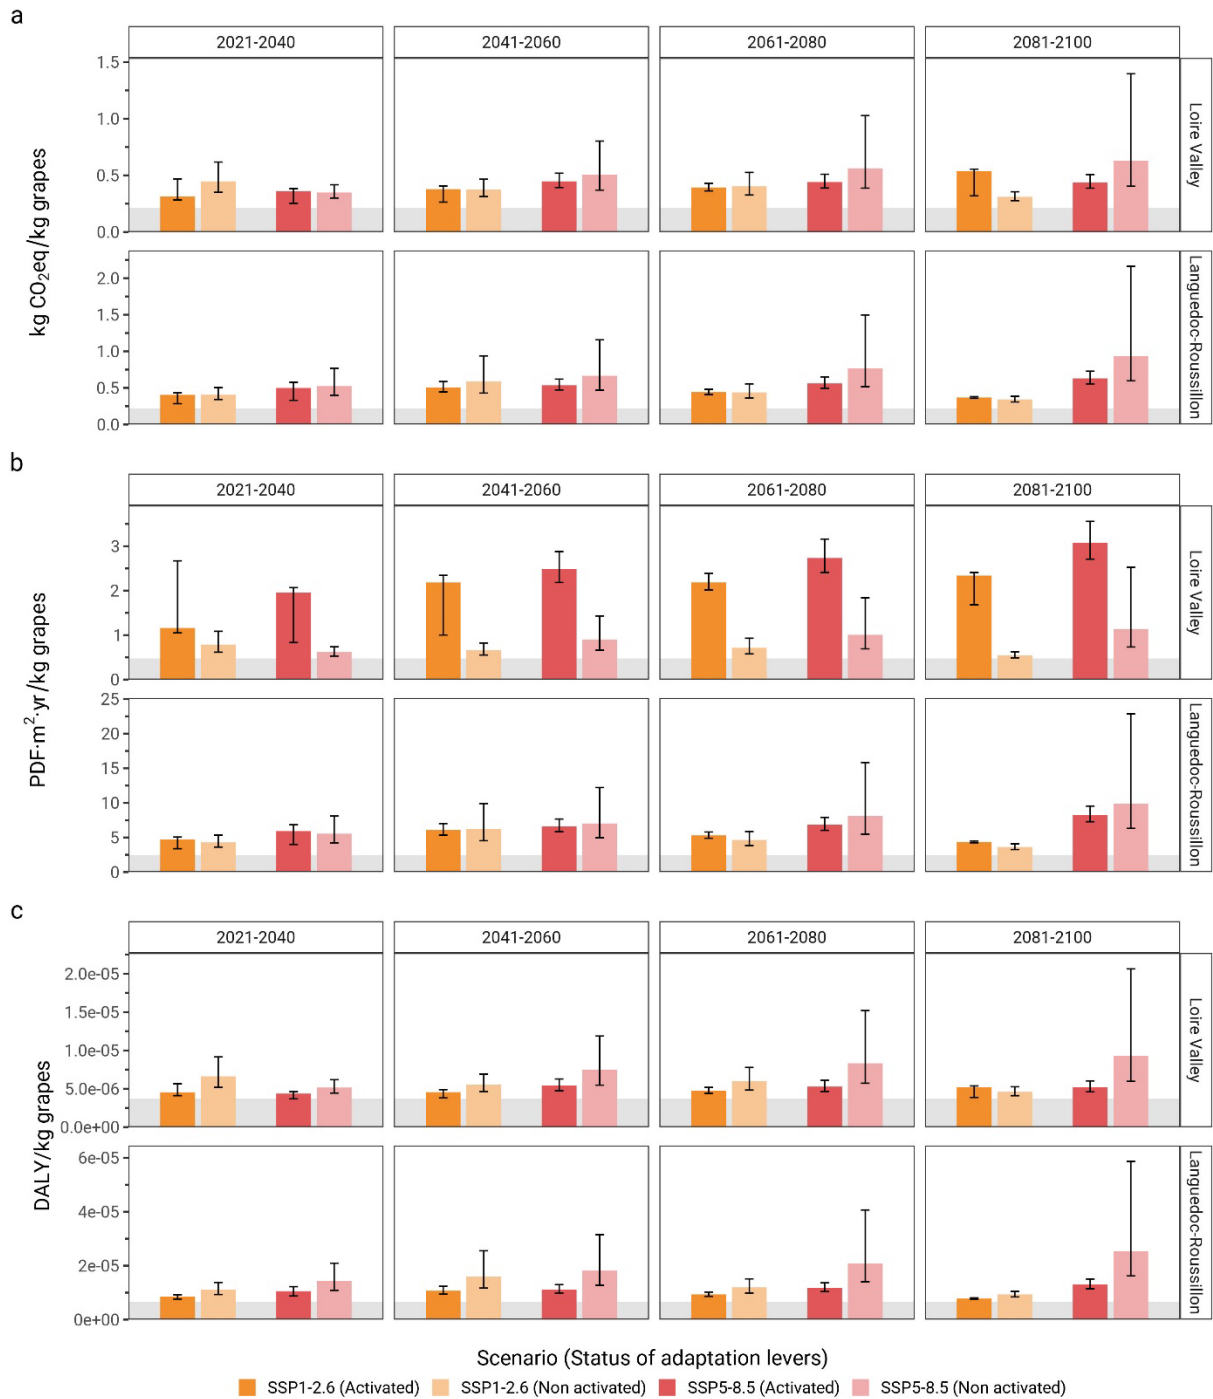 a
2021-2040 2041-2060 2061-2080 2081-2100
kg CO₂eq/kg grapes
1.5
1.0
0.5
0.0
Loire Valley
2.0
1.5
1.0
0.5
0.0
Languedoc-Roussillon
b
2021-2040 2041-2060 2061-2080 2081-2100
PDF·m²·yr/kg grapes
3
2
1
0
Loire Valley
25
20
15
10
5
0
Languedoc-Roussillon
c
2021-2040 2041-2060 2061-2080 2081-2100
DALY/kg grapes
2.0e-05
1.5e-05
1.0e-05
5.0e-06
0.0e+00
Loire Valley
6e-05
4e-05
2e-05
0e+00
Languedoc-Roussillon
Scenario (Status of adaptation levers)
SSP1-2.6 (Activated) SSP1-2.6 (Non activated) SSP5-8.5 (Activated) SSP5-8.5 (Non activated)